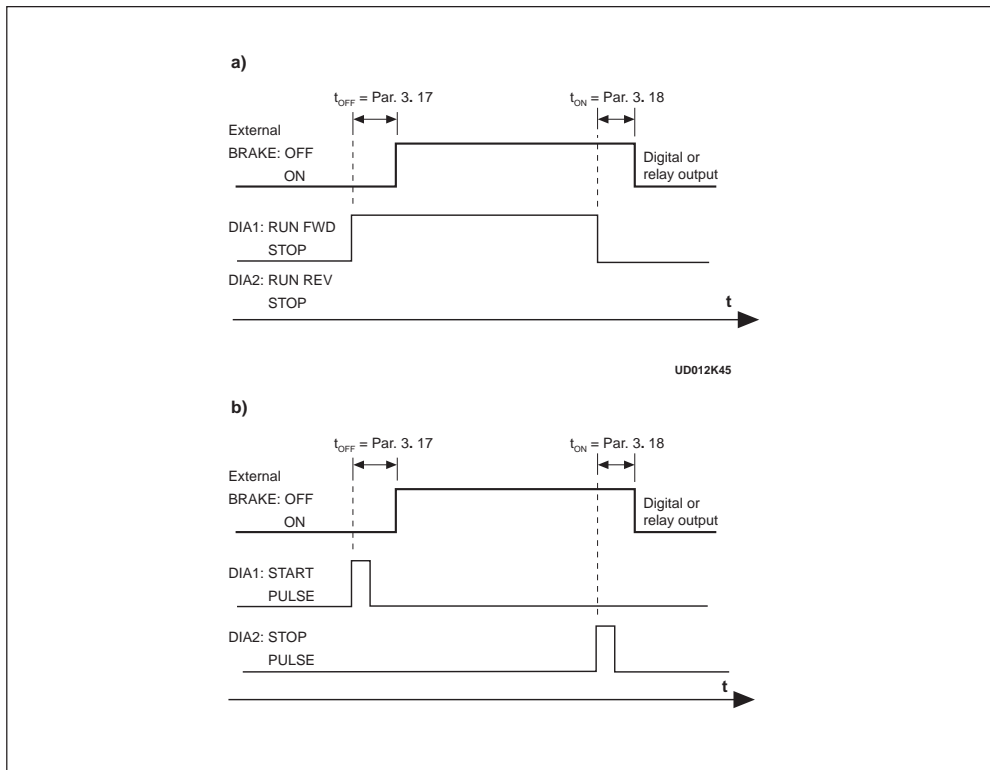 a)
t_OFF = Par. 3. 17
t_ON = Par. 3. 18
External
BRAKE: OFF
ON
Digital or
relay output
DIA1: RUN FWD
STOP
DIA2: RUN REV
STOP
t
UD012K45
b)
t_OFF = Par. 3. 17
t_ON = Par. 3. 18
External
BRAKE: OFF
ON
Digital or
relay output
DIA1: START
PULSE
DIA2: STOP
PULSE
t